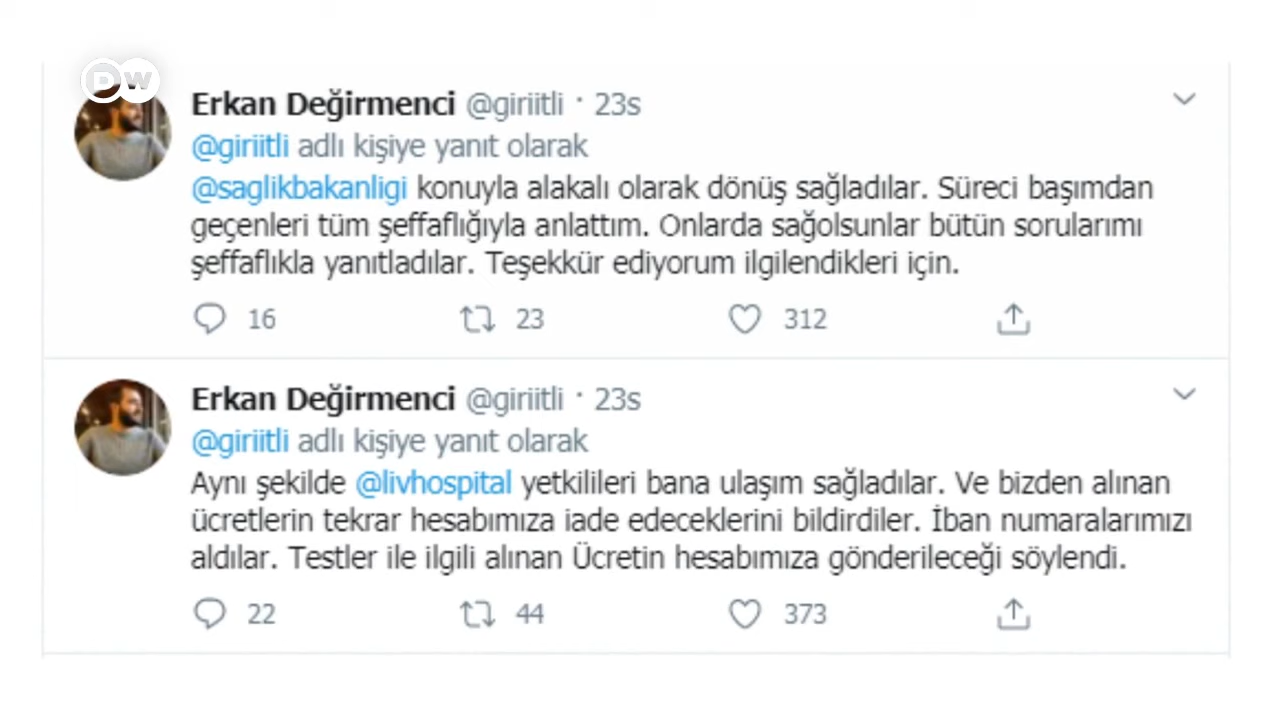 DW
Erkan Değirmenci @giriitli · 23s
@giriitli adlı kişiye yanıt olarak
@saglikbakanligi konuyla alakalı olarak dönüş sağladılar. Süreci başımdan
geçenleri tüm şeffaflığıyla anlattım. Onlarda sağolsunlar bütün sorularımı
şeffaflıkla yanıtladılar. Teşekkür ediyorum ilgilendikleri için.
16 23 312
Erkan Değirmenci @giriitli · 23s
@giriitli adlı kişiye yanıt olarak
Aynı şekilde @livhospital yetkilileri bana ulaşım sağladılar. Ve bizden alınan
ücretlerin tekrar hesabımıza iade edeceklerini bildirdiler. İban numaralarımızı
aldılar. Testler ile ilgili alınan Ücretin hesabımıza gönderileceği söylendi.
22 44 373